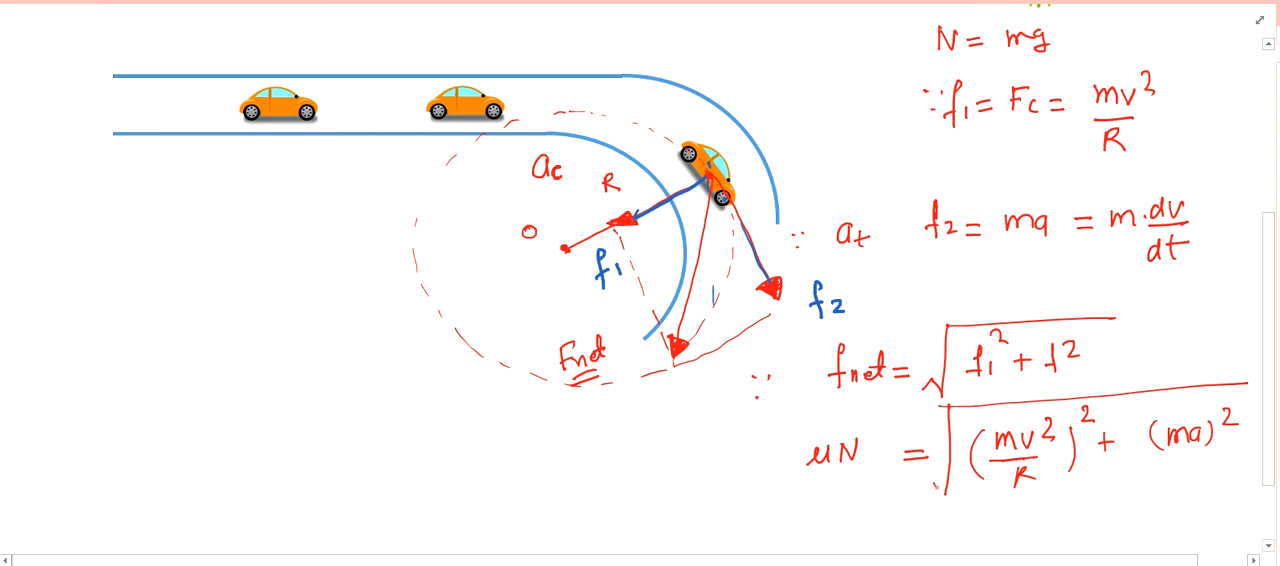 N = mg
∵ f₁ = Fc = mv²/R
ac
R
O
f₁
∵ at f₂ = ma = m.dv/dt
f₂
Fnet
∵ fnet = √(f₁² + f²)
μN = √((mv²/R)² + (ma)²)